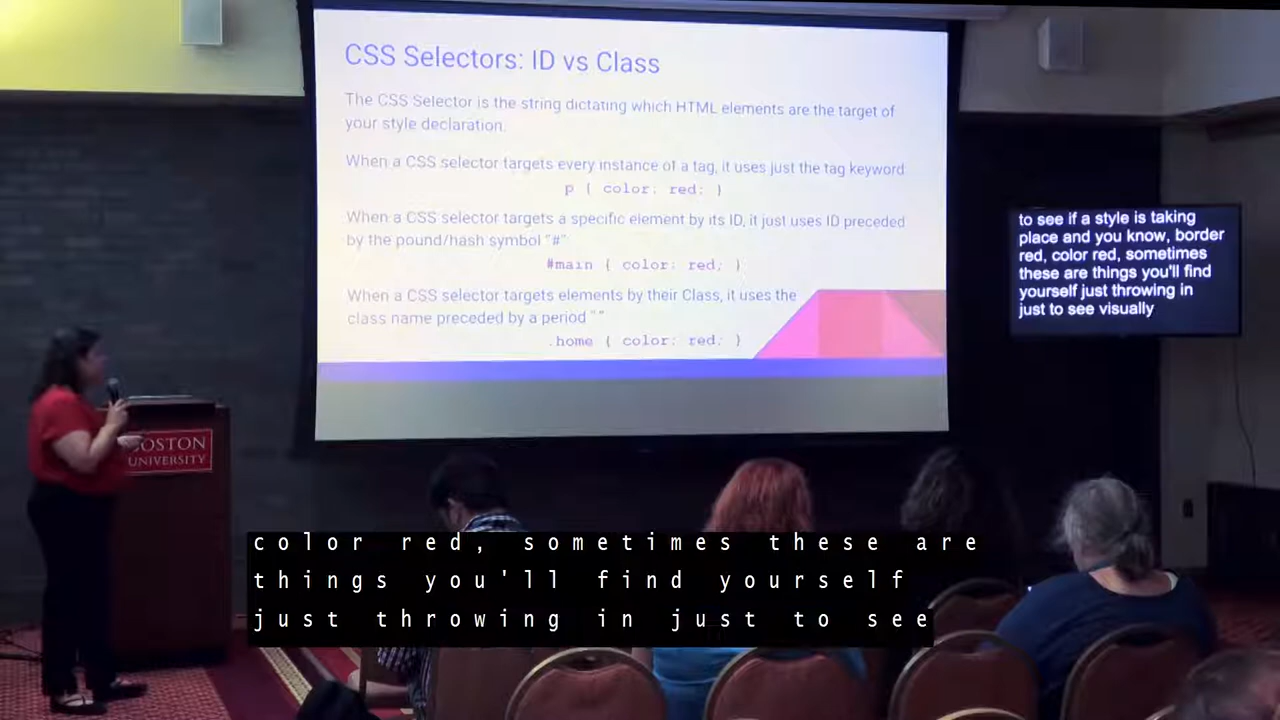 CSS Selectors: ID vs Class
The CSS Selector is the string dictating which HTML elements are the target of
your style declaration.
When a CSS selector targets every instance of a tag, it uses just the tag keyword
p { color: red; }
When a CSS selector targets a specific element by its ID, it just uses ID preceded
by the pound/hash symbol "#"
#main { color: red; }
When a CSS selector targets elements by their Class, it uses the
class name preceded by a period "."
.home { color: red; }
to see if a style is taking
place and you know, border
red, color red, sometimes
these are things you'll find
yourself just throwing in
just to see visually
BOSTON
UNIVERSITY
color red, sometimes these are
things you'll find yourself
just throwing in just to see